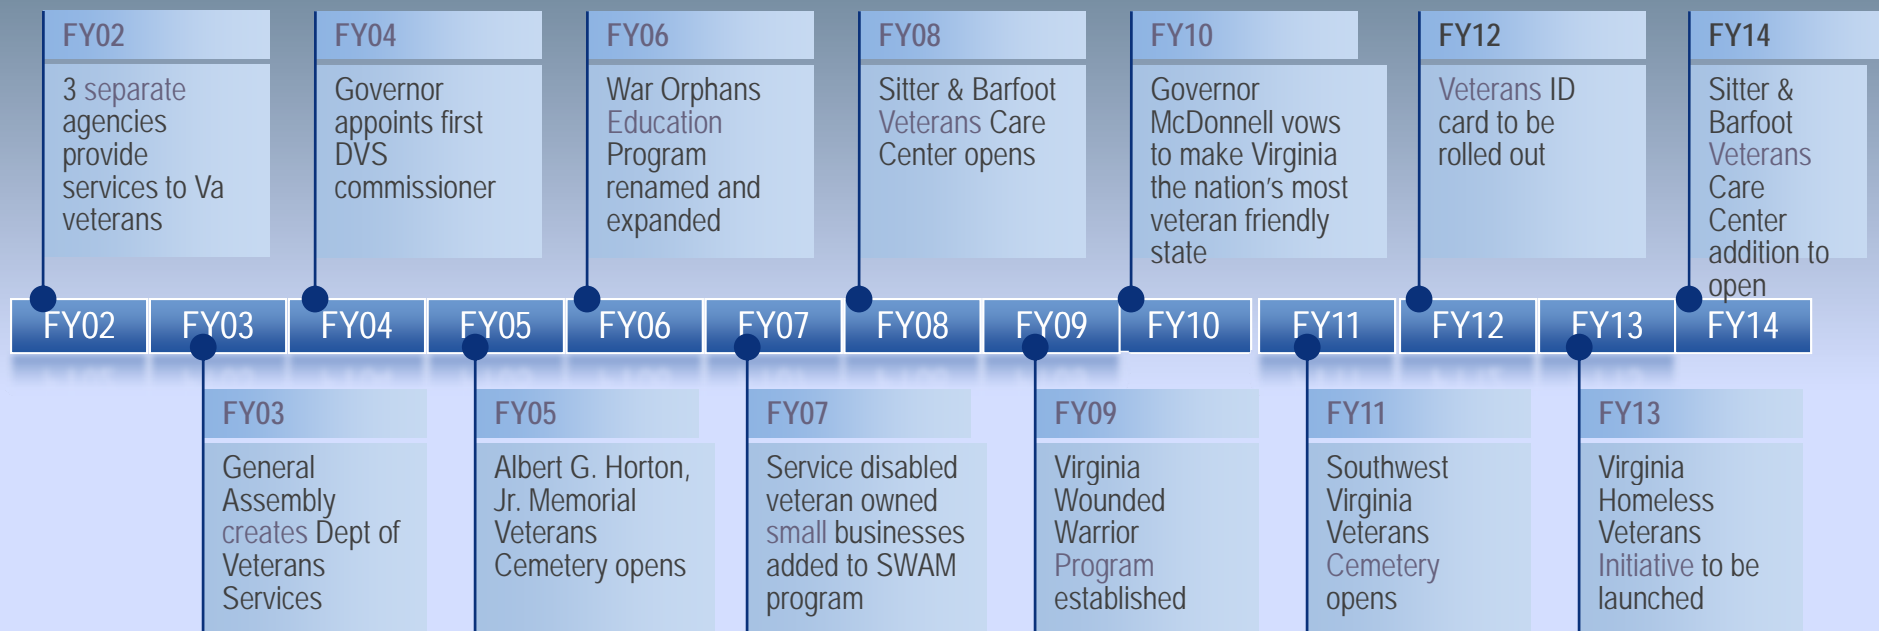 FY02
3 separate
agencies
provide
services to Va
veterans
FY04
Governor
appoints first
DVS
commissioner
FY06
War Orphans
Education
Program
renamed and
expanded
FY08
Sitter & Barfoot
Veterans Care
Center opens
FY10
Governor
McDonnell vows
to make Virginia
the nation's most
veteran friendly
state
FY12
Veterans ID
card to be
rolled out
FY14
Sitter &
Barfoot
Veterans
Care
Center
addition to
open
FY02 FY03 FY04 FY05 FY06 FY07 FY08 FY09 FY10 FY11 FY12 FY13 FY14
FY03
General
Assembly
creates Dept of
Veterans
Services
FY05
Albert G. Horton,
Jr. Memorial
Veterans
Cemetery opens
FY07
Service disabled
veteran owned
small businesses
added to SWAM
program
FY09
Virginia
Wounded
Warrior
Program
established
FY11
Southwest
Virginia
Veterans
Cemetery
opens
FY13
Virginia
Homeless
Veterans
Initiative to be
launched